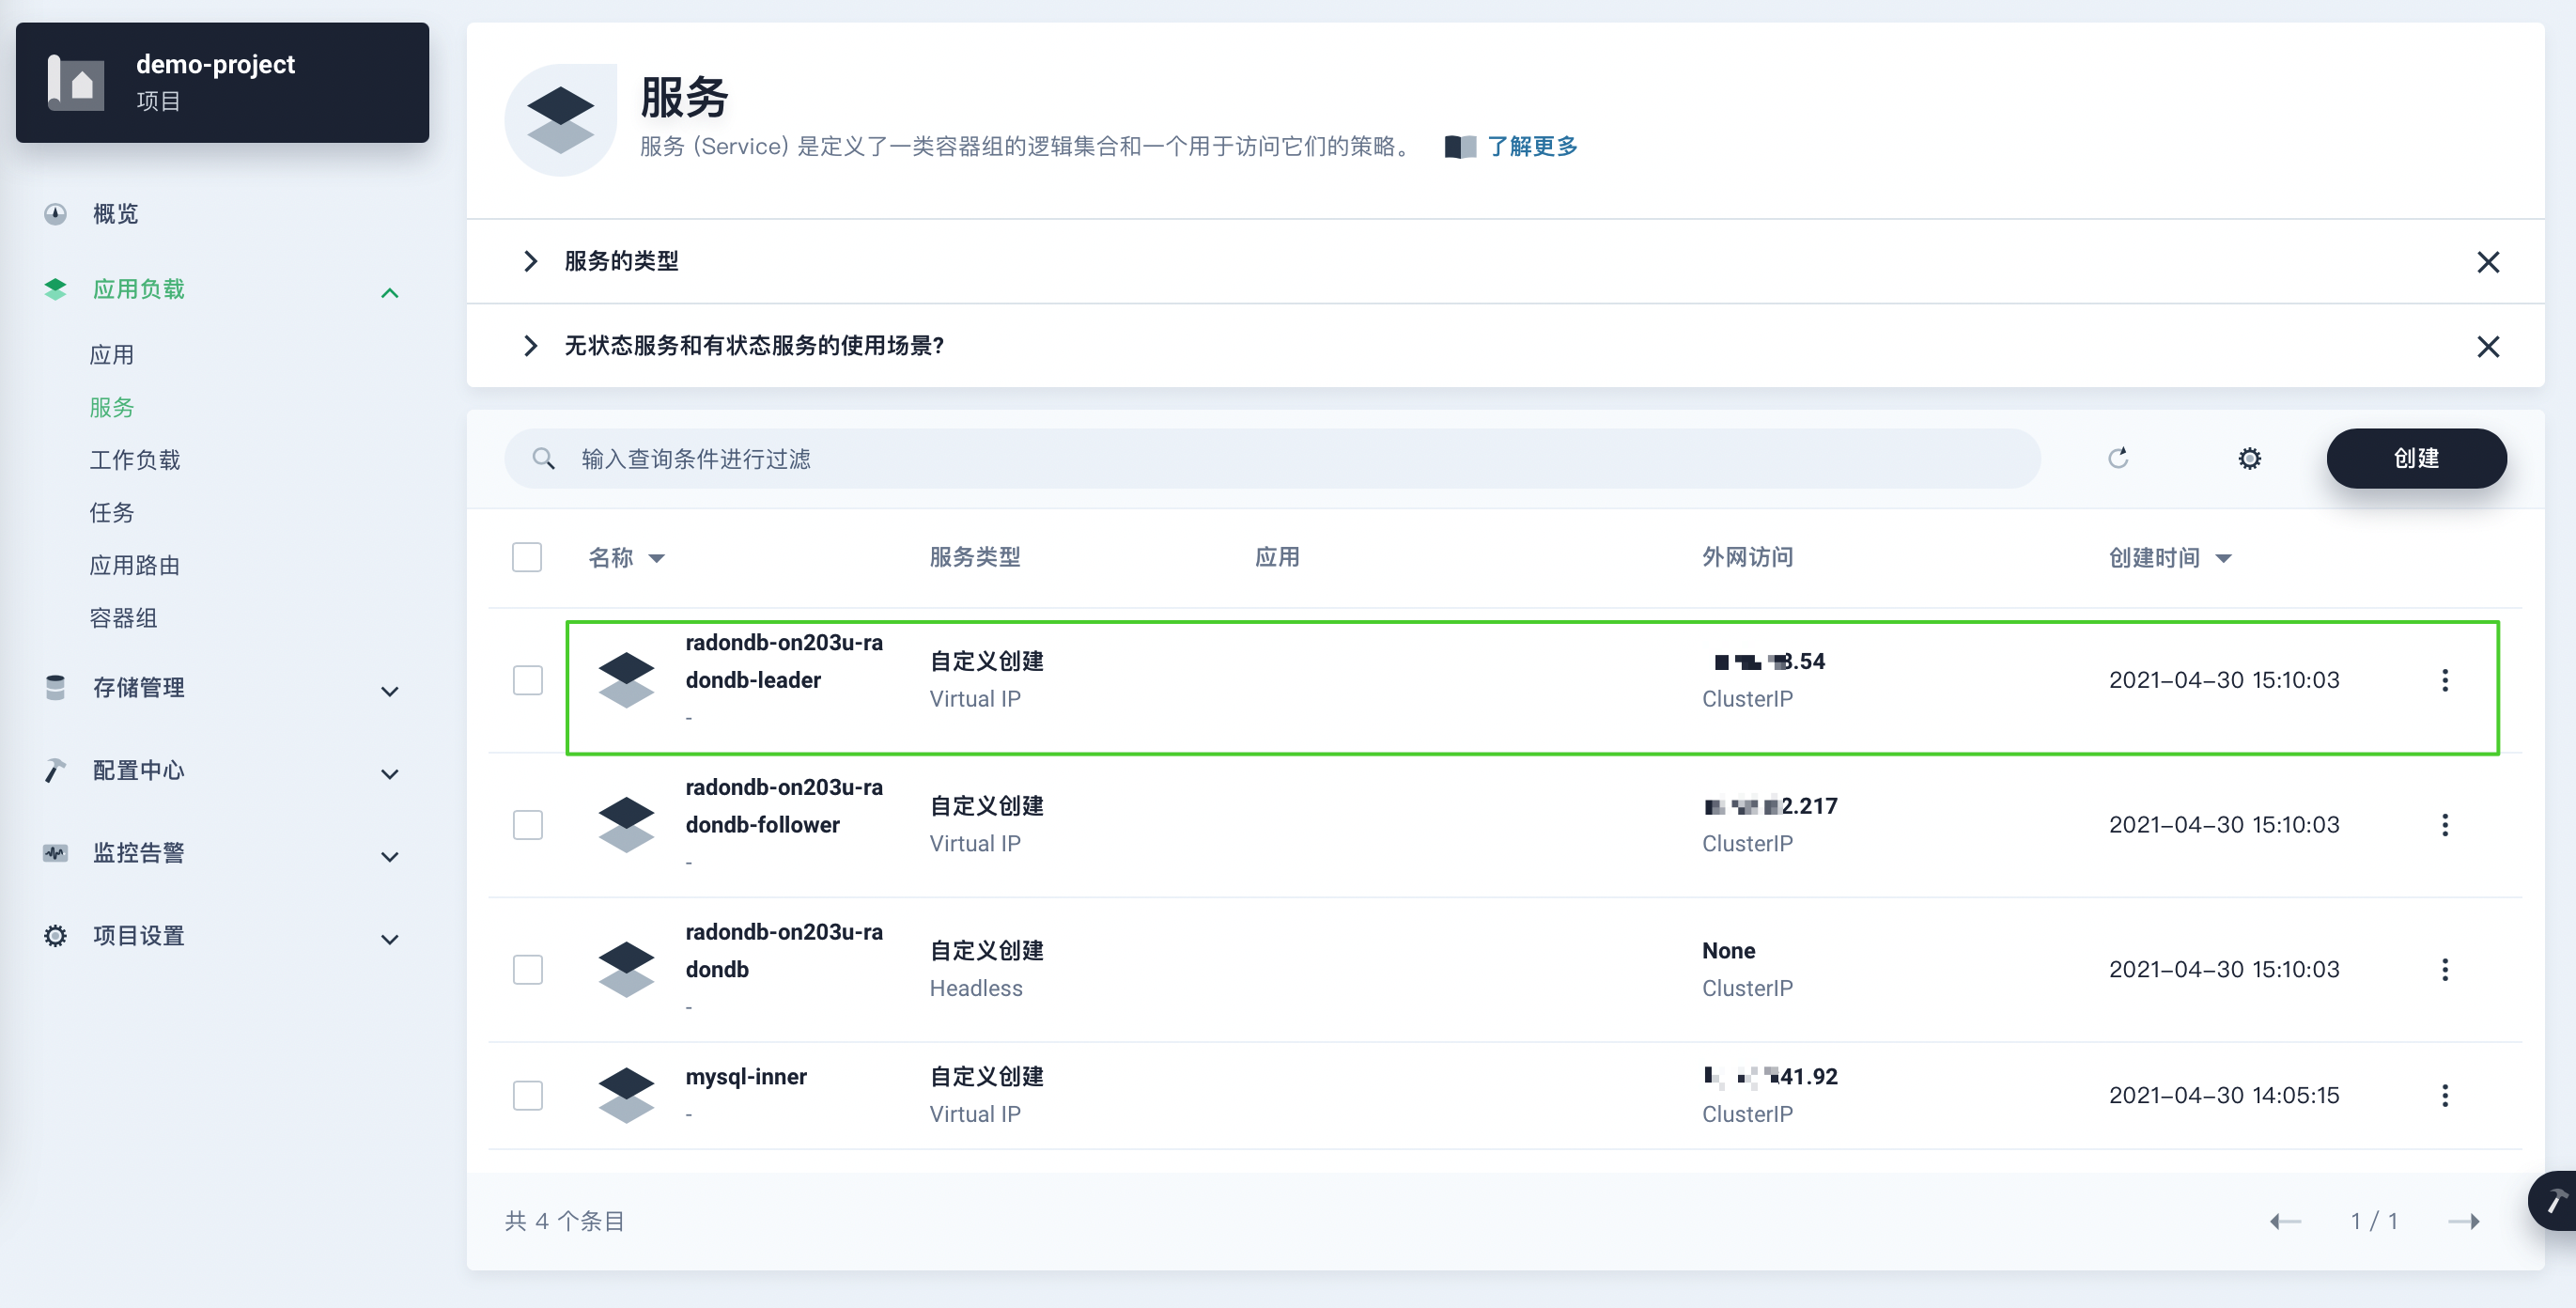 demo-project
项目
概览
应用负载
应用
服务
工作负载
任务
应用路由
容器组
存储管理
配置中心
监控告警
项目设置
服务
服务 (Service) 是定义了一类容器组的逻辑集合和一个用于访问它们的策略。 了解更多
服务的类型
无状态服务和有状态服务的使用场景?
输入查询条件进行过滤
创建
名称 服务类型 应用 外网访问 创建时间
radondb-on203u-ra
dondb-leader
-
自定义创建
Virtual IP
.54
ClusterIP
2021-04-30 15:10:03
radondb-on203u-ra
dondb-follower
-
自定义创建
Virtual IP
2.217
ClusterIP
2021-04-30 15:10:03
radondb-on203u-ra
dondb
-
自定义创建
Headless
None
ClusterIP
2021-04-30 15:10:03
mysql-inner
-
自定义创建
Virtual IP
41.92
ClusterIP
2021-04-30 14:05:15
共 4 个条目
1 / 1